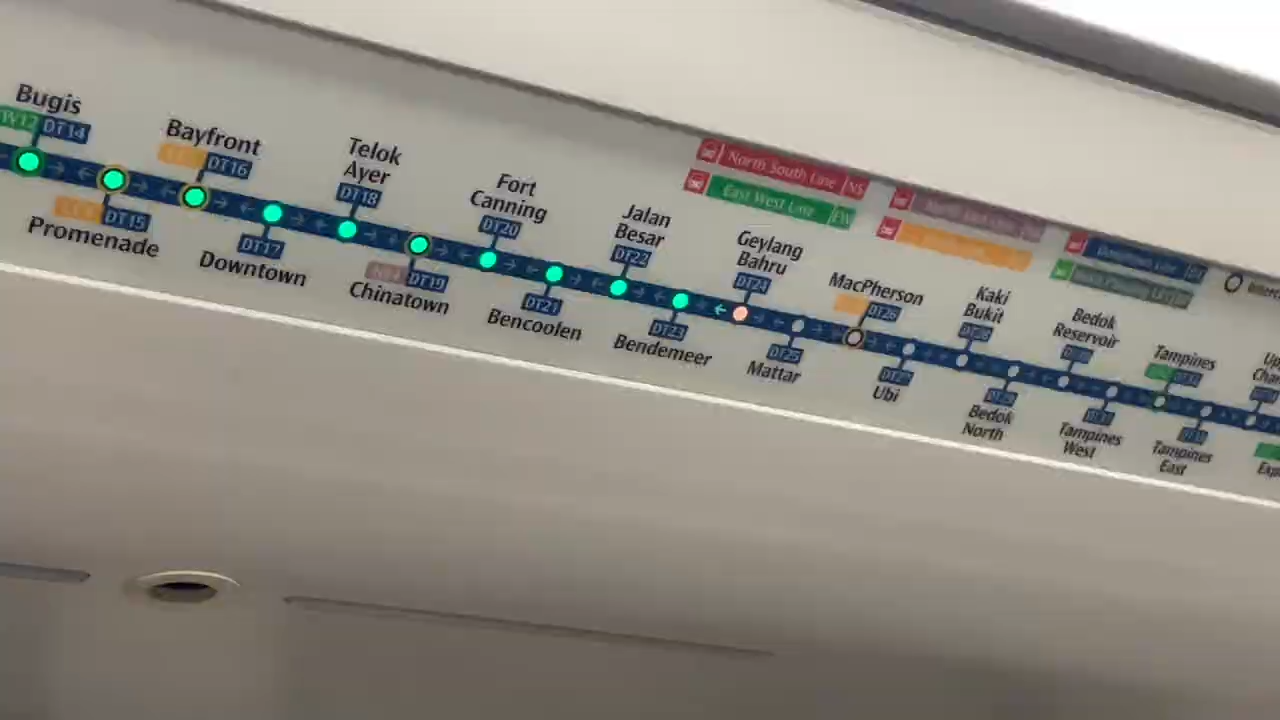 Bugis
DT14
Bayfront
DT16
Telok
Ayer
DT18
Fort
Canning
DT20
Jalan
Besar
DT22
Geylang
Bahru
DT24
MacPherson
DT26
Kaki
Bukit
Bedok
Reservoir
Tampines
North South Line NS
East West Line EW
DT15
Promenade
DT17
Downtown
DT19
Chinatown
DT21
Bencoolen
DT23
Bendemeer
DT25
Mattar
Ubi
Bedok
North
Tampines
West
Tampines
East